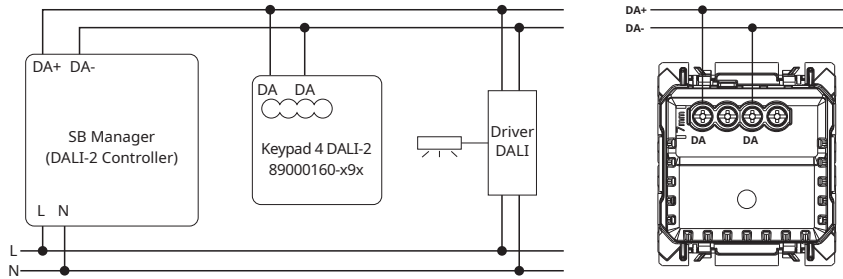 DA+ DA-
SB Manager
(DALI-2 Controller)
L N
DA DA
Keypad 4 DALI-2
89000160-x9x
Driver
DALI
L
N
DA+
DA-
7mm
DA DA